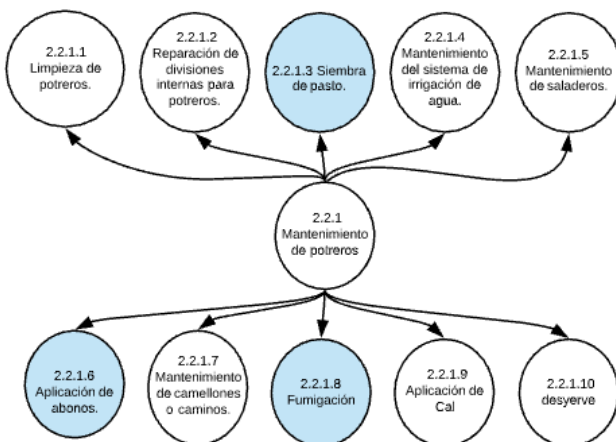 2.2.1.1
Limpieza de
potreros.
2.2.1.2
Reparación de
divisiones
internas para
potreros.
2.2.1.3 Siembra
de pasto.
2.2.1.4
Mantenimiento
del sistema de
irrigación de
agua.
2.2.1.5
Mantenimiento
de saladeros.
2.2.1
Mantenimiento
de potreros
2.2.1.6
Aplicación de
abonos.
2.2.1.7
Mantenimiento
de camellones
o caminos.
2.2.1.8
Fumigación
2.2.1.9
Aplicación de
Cal
2.2.1.10
desyerve